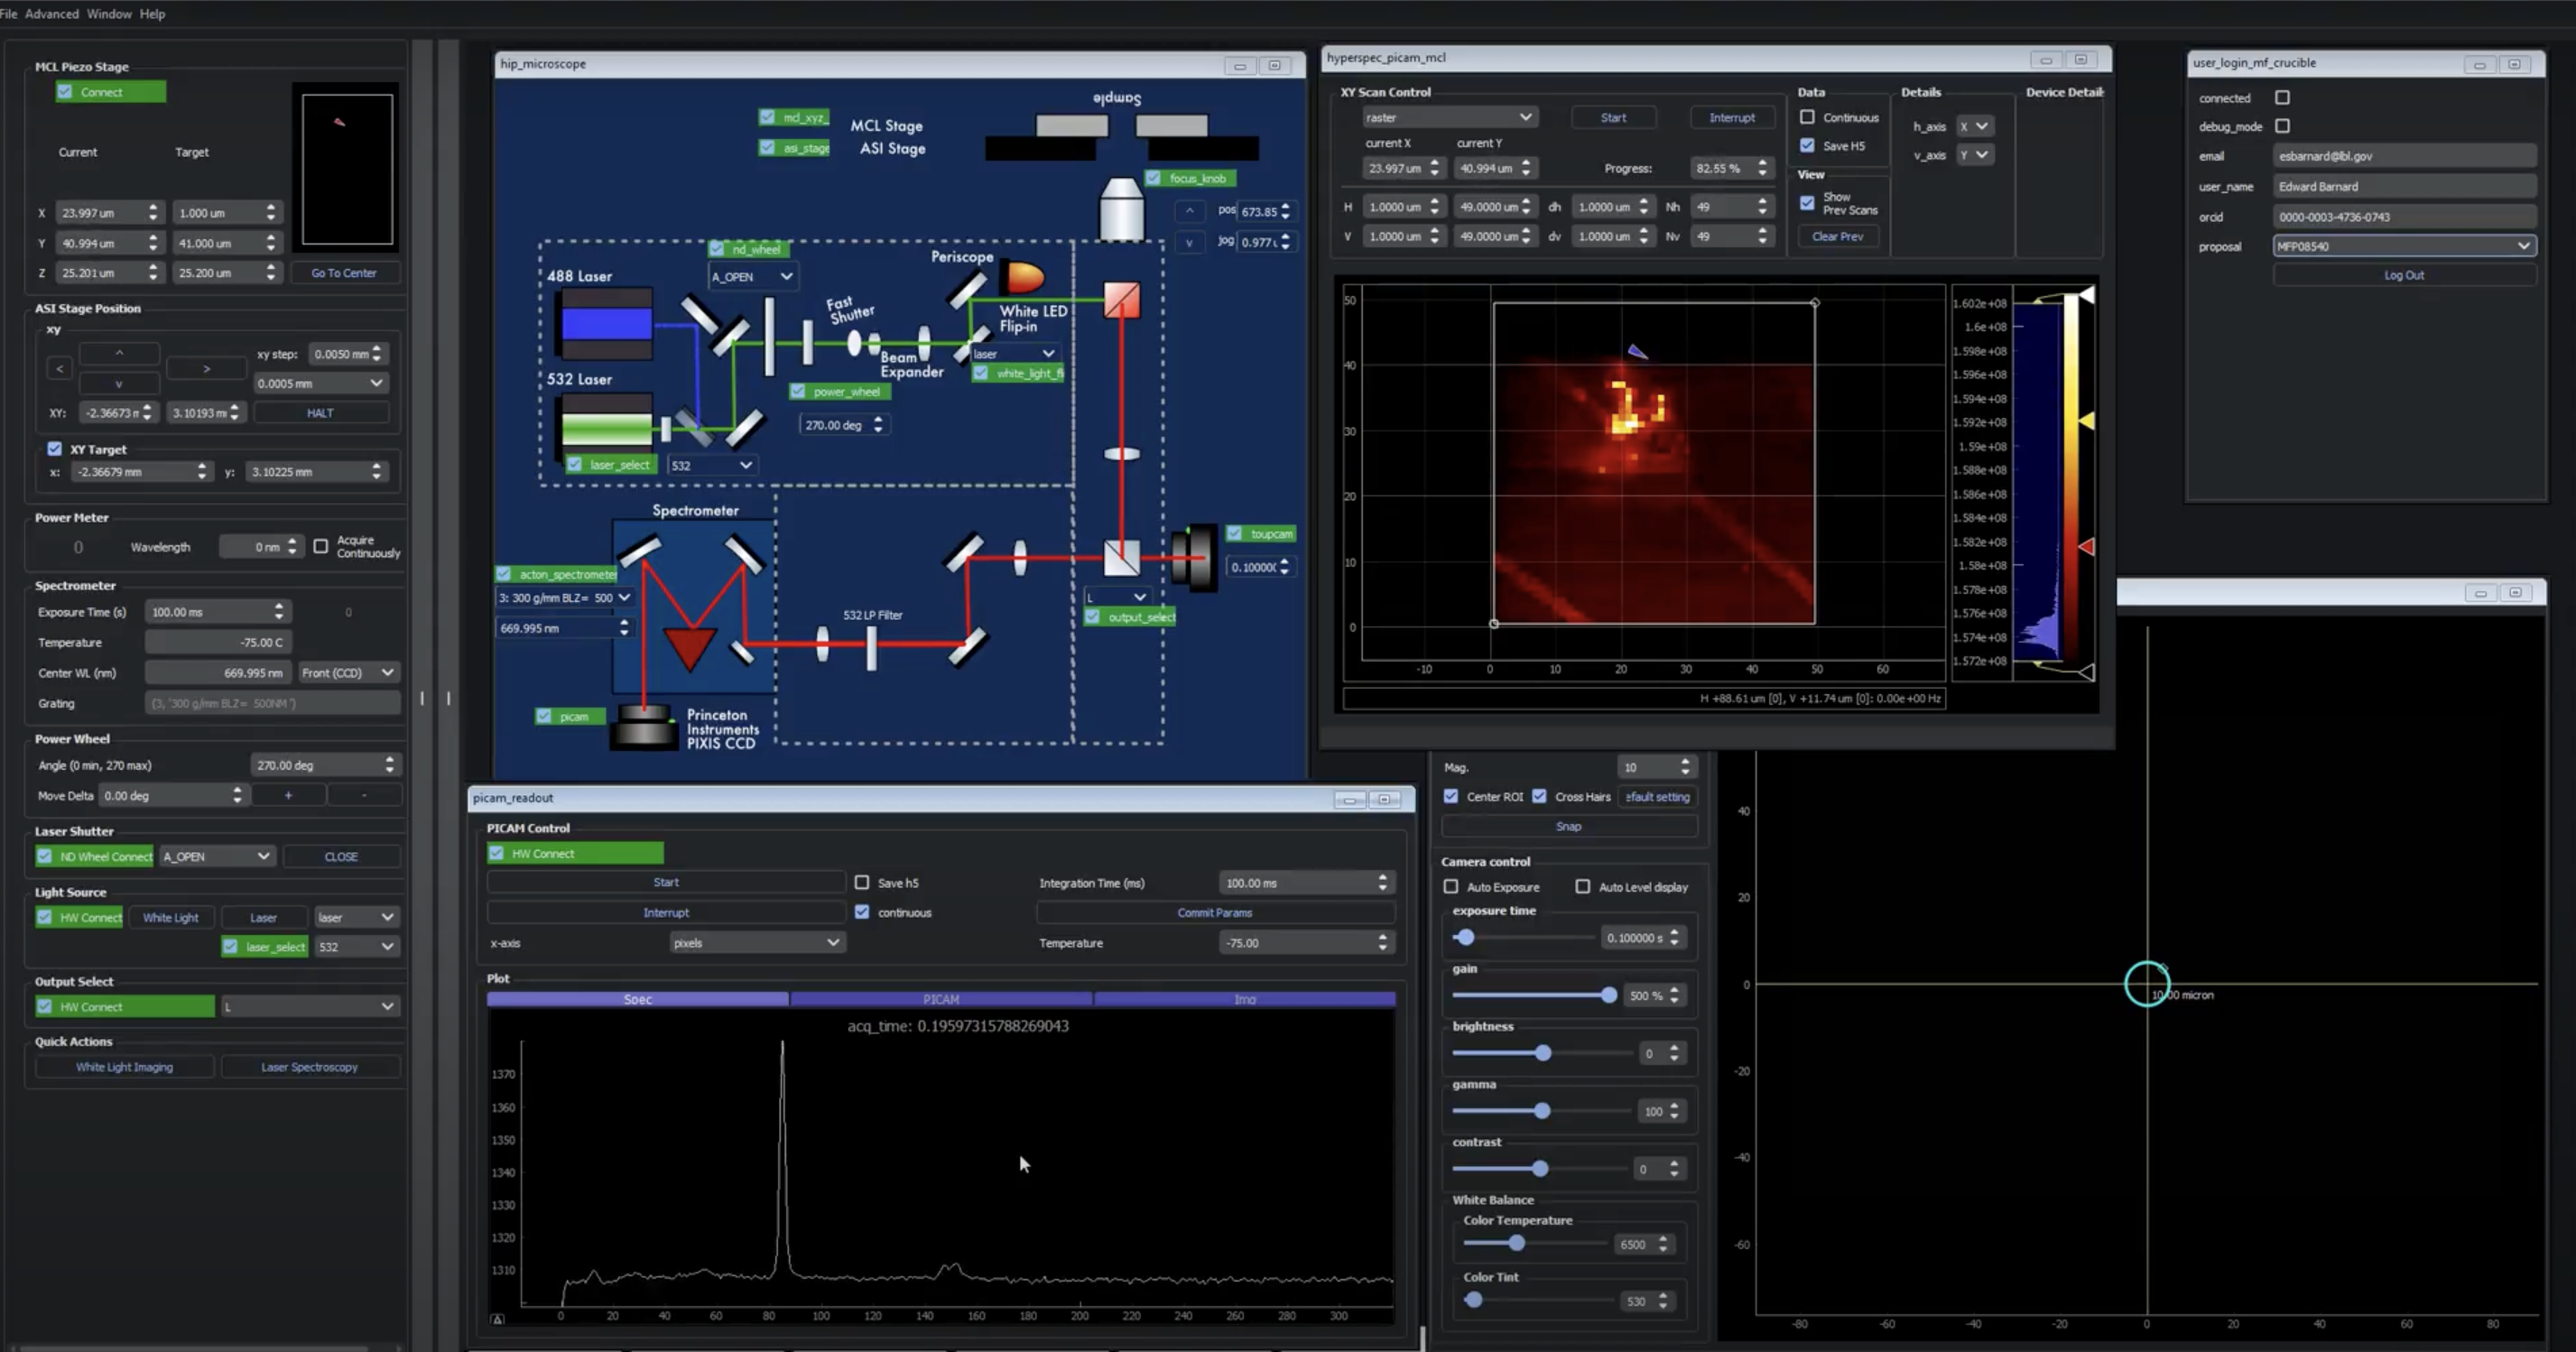 File Advanced Window Help
MCL Piezo Stage
Connect
Current Target
X 23.997 um 1.000 um
Y 40.994 um 41.000 um
Z 25.201 um 25.200 um Go To Center
ASI Stage Position
xy
^
< > xy step: 0.0050 mm
v 0.0005 mm
XY: -2.36673 m 3.10193 m HALT
XY Target
x: -2.36679 mm y: 3.10225 mm
Power Meter
0 Wavelength 0 nm Acquire
Continuously
Spectrometer
Exposure Time (s) 100.00 ms 0
Temperature -75.00 C
Center WL (nm) 669.995 nm Front (CCD)
Grating (3, '300 g/mm BLZ= 500NM ')
Power Wheel
Angle (0 min, 270 max) 270.00 deg
Move Delta 0.00 deg + -
Laser Shutter
ND Wheel Connect A_OPEN CLOSE
Light Source
HW Connect White Light Laser laser
laser_select 532
Output Select
HW Connect L
Quick Actions
White Light Imaging Laser Spectroscopy
hip_microscope
Sample
mcl_xyz_ MCL Stage
asi_stage ASI Stage
focus_knob
^ pos 673.85
v jog 0.977
nd_wheel
A_OPEN
Periscope
488 Laser
Fast
Shutter
White LED
Flip-in
laser
white_light_fl
Beam
Expander
532 Laser
power_wheel
270.00 deg
laser_select 532
Spectrometer
acton_spectrometer
3: 300 g/mm BLZ= 500
669.995 nm
532 LP Filter
toupcam
0.10000
L
output_select
picam
Princeton
Instruments
PIXIS CCD
hyperspec_picam_mcl
XY Scan Control
raster Start Interrupt
current X current Y
23.997 um 40.994 um Progress: 82.55 %
H 1.0000 um 49.0000 um dh 1.0000 um Nh 49
V 1.0000 um 49.0000 um dv 1.0000 um Nv 49
Data
Continuous
Save H5
View
Show
Prev Scans
Clear Prev
Details
h_axis X
v_axis Y
Device Detail
50
40
30
20
10
0
-10 0 10 20 30 40 50 60
1.602e+08
1.6e+08
1.598e+08
1.596e+08
1.594e+08
1.592e+08
1.59e+08
1.588e+08
1.586e+08
1.584e+08
1.582e+08
1.58e+08
1.578e+08
1.576e+08
1.574e+08
1.572e+08
H +88.61 um [0], V +11.74 um [0]: 0.00e+00 Hz
user_login_mf_crucible
connected
debug_mode
email esbarnard@lbl.gov
user_name Edward Barnard
orcid 0000-0003-4736-0743
proposal MFP08540
Log Out
picam_readout
PICAM Control
HW Connect
Start Save h5 Integration Time (ms) 100.00 ms
Interrupt continuous Commit Params
x-axis pixels Temperature -75.00
Plot
Spec PICAM Img
acq_time: 0.19597315788269043
1370
1360
1350
1340
1330
1320
1310
A
0 20 40 60 80 100 120 140 160 180 200 220 240 260 280 300
Mag. 10
Center ROI Cross Hairs efault setting
Snap
Camera control
Auto Exposure Auto Level display
exposure time
0.100000 s
gain
500 %
brightness
0
gamma
100
contrast
0
White Balance
Color Temperature
6500
Color Tint
530
40
20
0
-20
-40
-60
10.00 micron
-80 -60 -40 -20 0 20 40 60 80